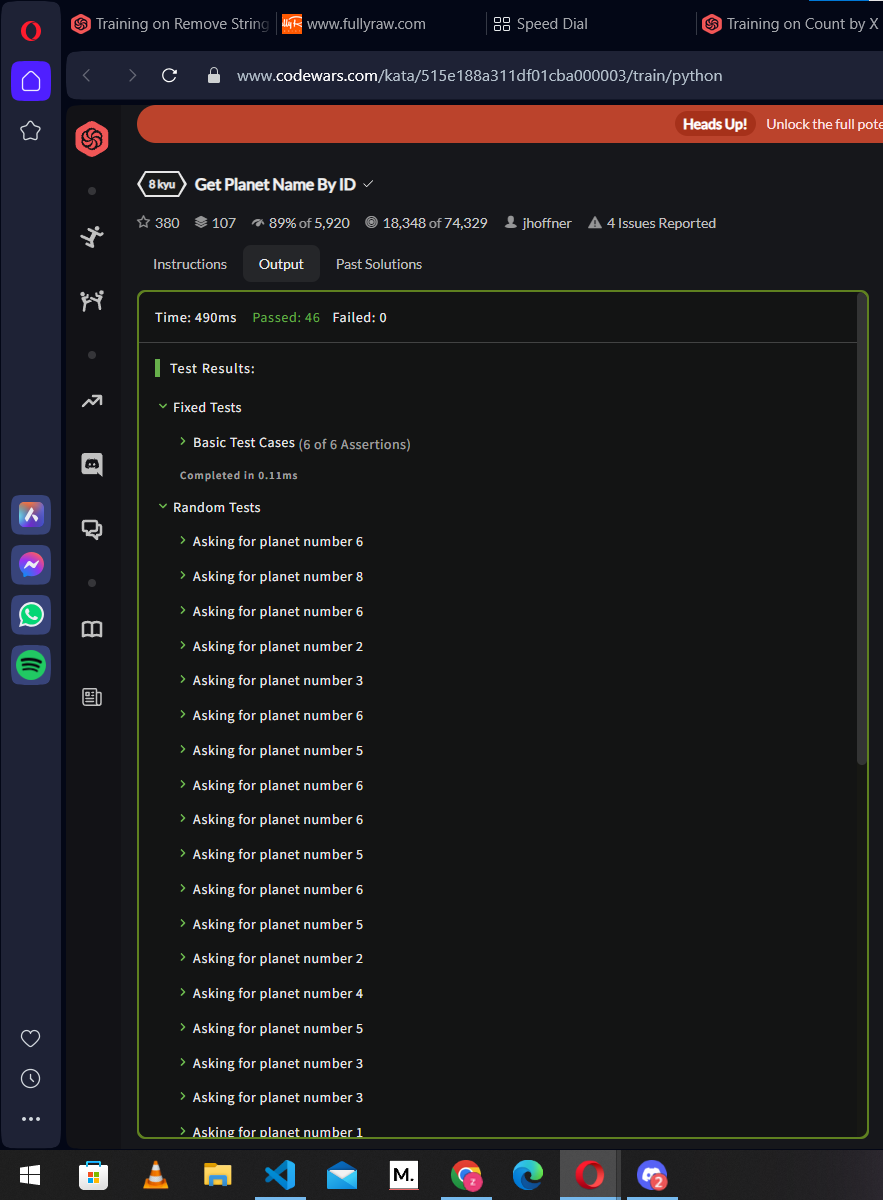 Training on Remove String
www.fullyraw.com
Speed Dial
Training on Count by X
www.codewars.com/kata/515e188a311df01cba000003/train/python
Heads Up! Unlock the full pote
8 kyu Get Planet Name By ID
380 107 89% of 5,920 18,348 of 74,329 jhoffner 4 Issues Reported
Instructions Output Past Solutions
Time: 490ms Passed: 46 Failed: 0
Test Results:
Fixed Tests
Basic Test Cases (6 of 6 Assertions)
Completed in 0.11ms
Random Tests
Asking for planet number 6
Asking for planet number 8
Asking for planet number 6
Asking for planet number 2
Asking for planet number 3
Asking for planet number 6
Asking for planet number 5
Asking for planet number 6
Asking for planet number 6
Asking for planet number 5
Asking for planet number 6
Asking for planet number 5
Asking for planet number 2
Asking for planet number 4
Asking for planet number 5
Asking for planet number 3
Asking for planet number 3
Asking for planet number 1
M.
z
2